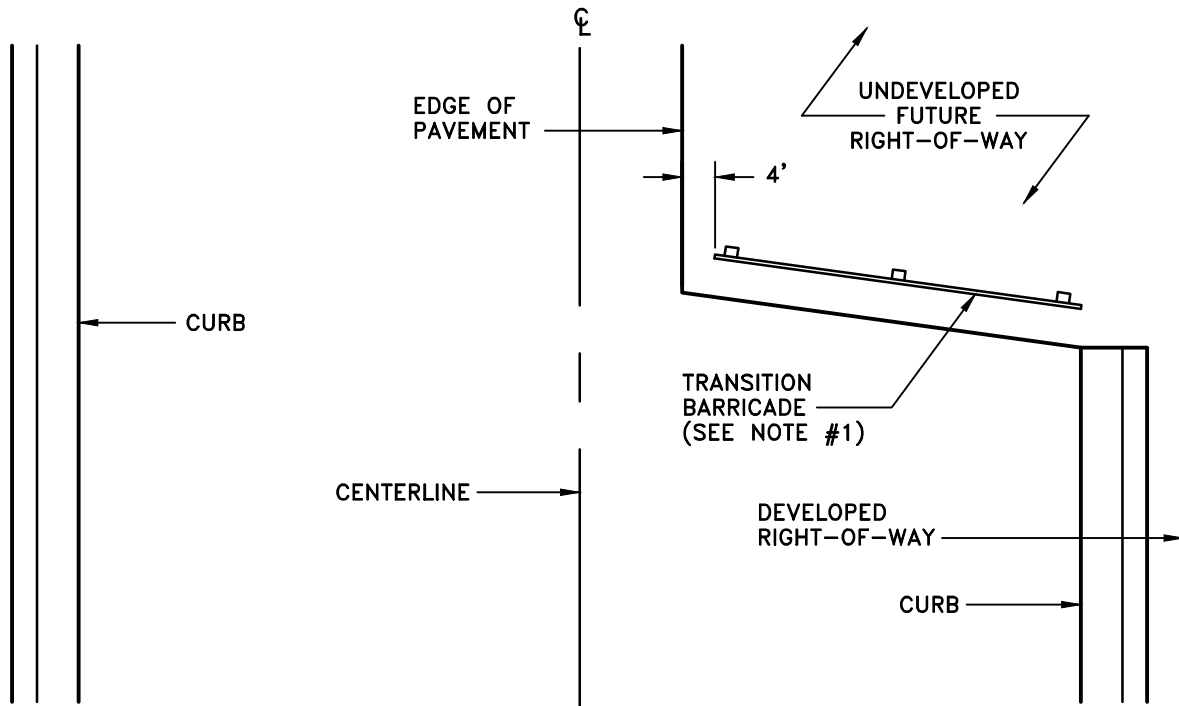 ℄
EDGE OF
PAVEMENT
UNDEVELOPED
FUTURE
RIGHT-OF-WAY
4'
CURB
TRANSITION
BARRICADE
(SEE NOTE #1)
CENTERLINE
DEVELOPED
RIGHT-OF-WAY
CURB